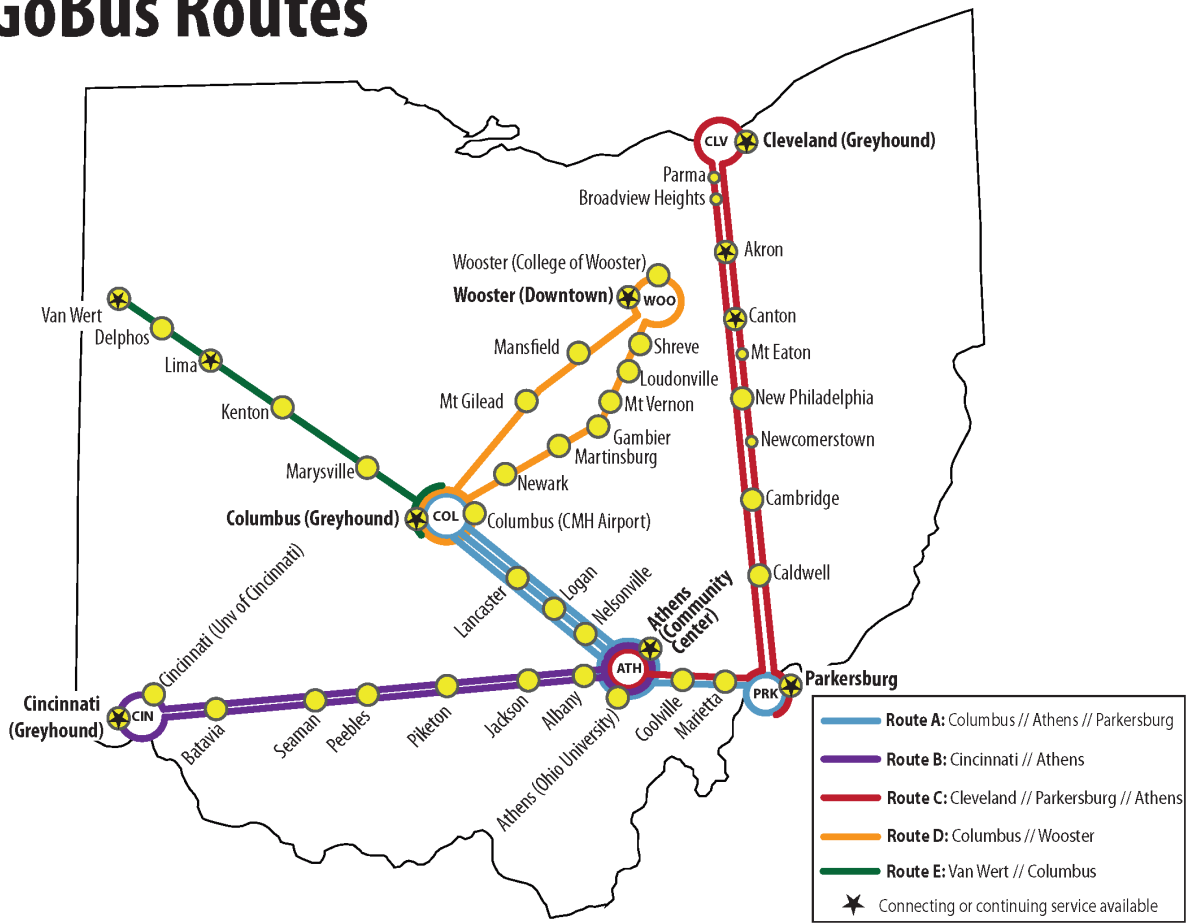 GoBus Routes
CLV
Cleveland (Greyhound)
Parma
Broadview Heights
Akron
Wooster (College of Wooster)
Wooster (Downtown)
WOO
Van Wert
Delphos
Lima
Kenton
Marysville
Canton
Mt Eaton
Mansfield
Shreve
Loudonville
Mt Gilead
Mt Vernon
New Philadelphia
Gambier
Newcomerstown
Martinsburg
Newark
Cambridge
Columbus (Greyhound)
COL
Columbus (CMH Airport)
Caldwell
Lancaster
Logan
Nelsonville
Athens
(Community
Center)
ATH
Cincinnati (Unv of Cincinnati)
Cincinnati
(Greyhound)
CIN
Batavia
Seaman
Peebles
Piketon
Jackson
Albany
Athens (Ohio University)
Coolville
Marietta
PRK
Parkersburg
Route A: Columbus // Athens // Parkersburg
Route B: Cincinnati // Athens
Route C: Cleveland // Parkersburg // Athens
Route D: Columbus // Wooster
Route E: Van Wert // Columbus
Connecting or continuing service available